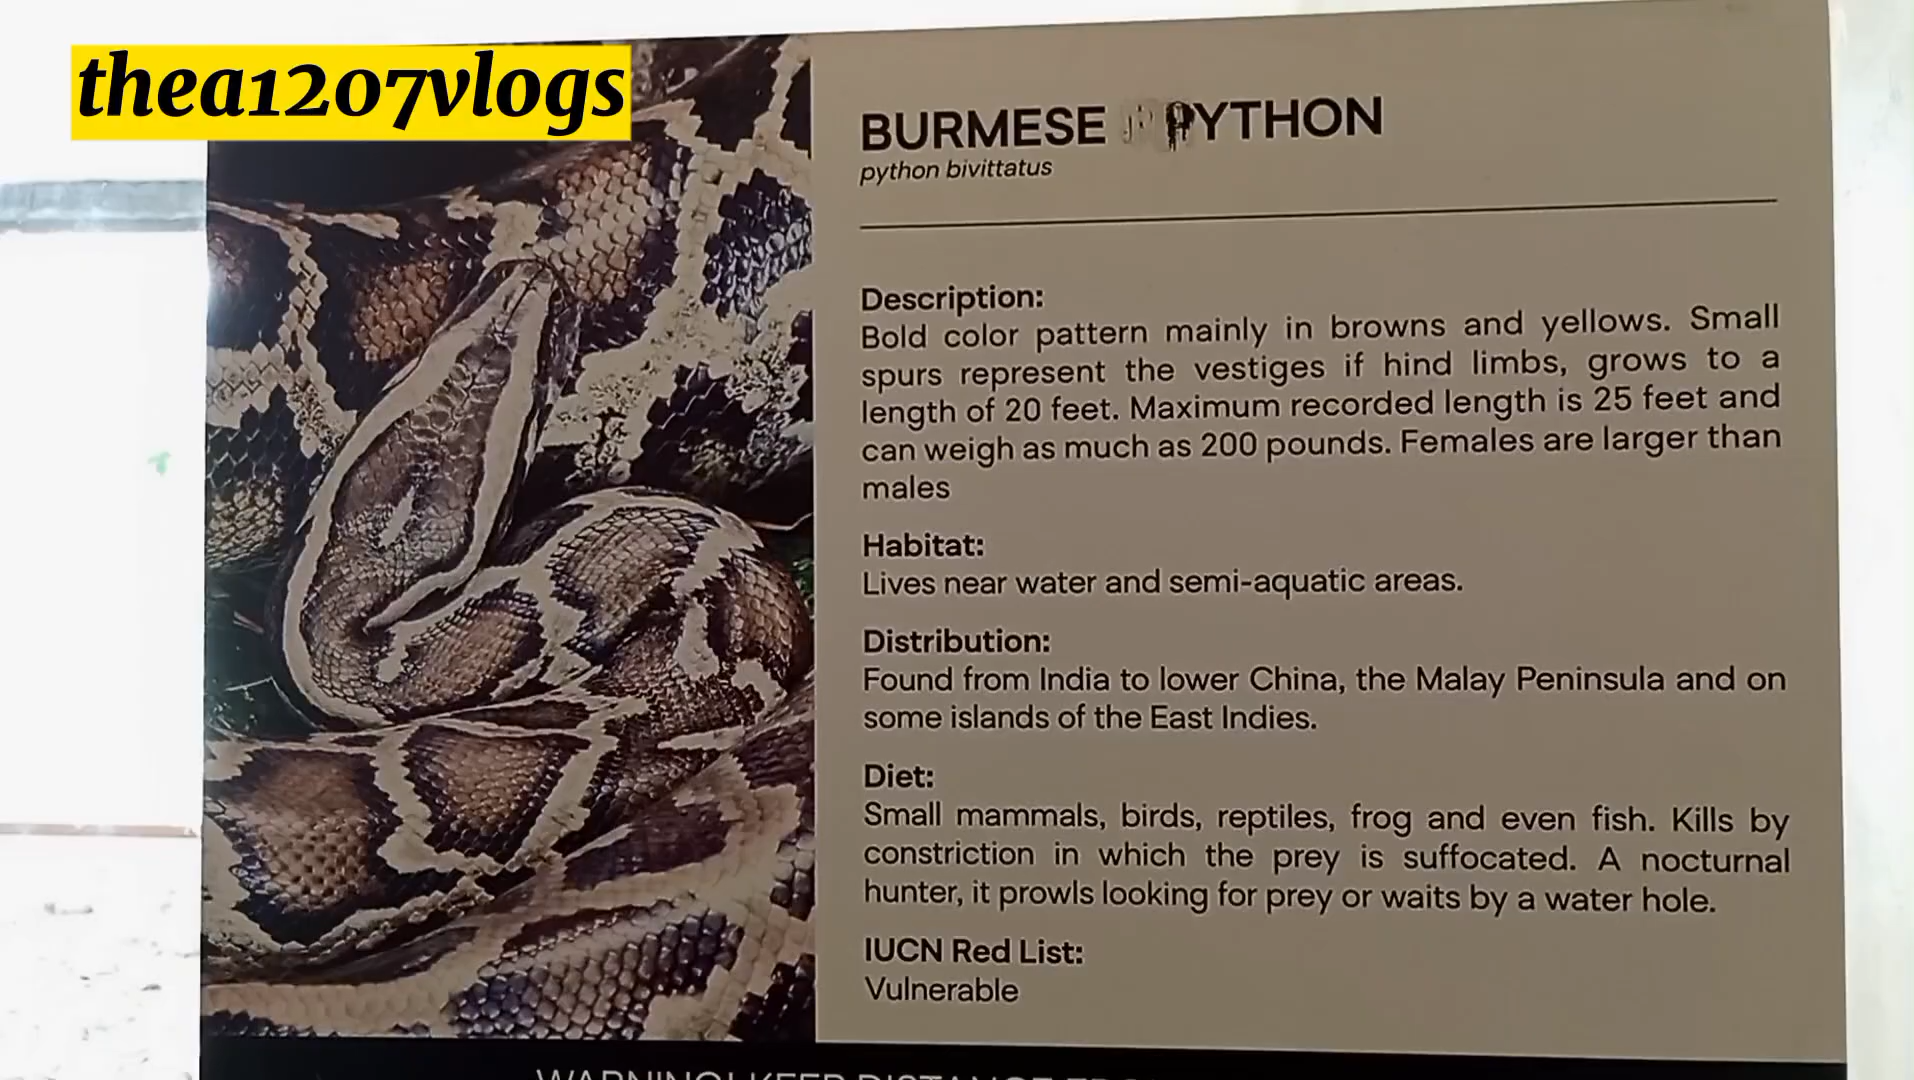 thea1207vlogs
BURMESE PYTHON
python bivittatus
Description:
Bold color pattern mainly in browns and yellows. Small
spurs represent the vestiges if hind limbs, grows to a
length of 20 feet. Maximum recorded length is 25 feet and
can weigh as much as 200 pounds. Females are larger than
males
Habitat:
Lives near water and semi-aquatic areas.
Distribution:
Found from India to lower China, the Malay Peninsula and on
some islands of the East Indies.
Diet:
Small mammals, birds, reptiles, frog and even fish. Kills by
constriction in which the prey is suffocated. A nocturnal
hunter, it prowls looking for prey or waits by a water hole.
IUCN Red List:
Vulnerable
WARNING! KEEP DISTANCE